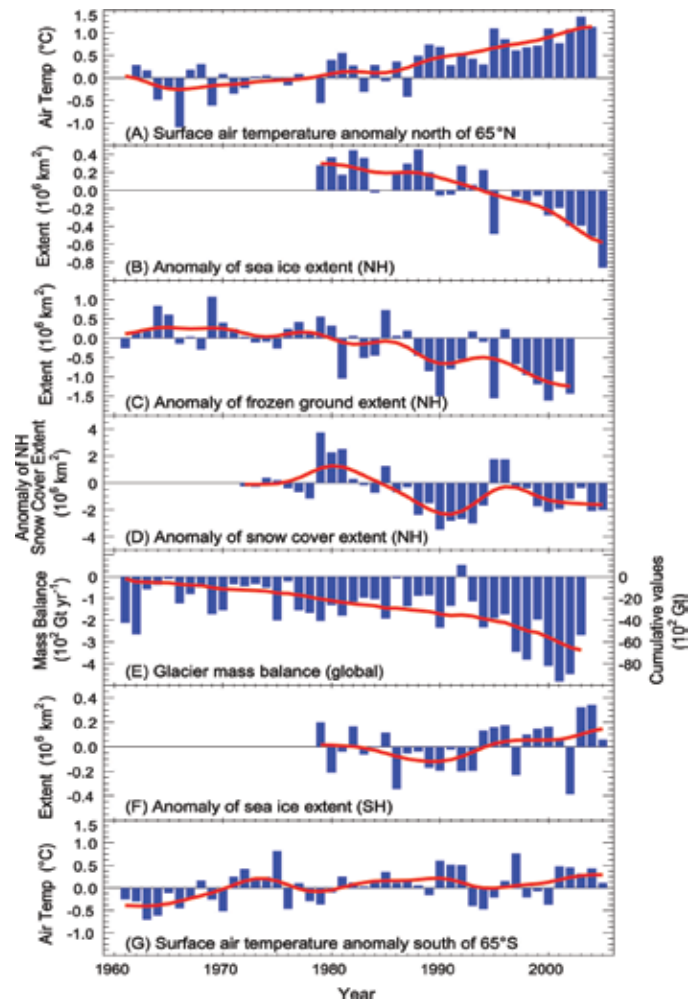 1.5
1.0
0.5
0.0
-0.5
-1.0
Air Temp (°C)
(A) Surface air temperature anomaly north of 65°N
0.4
0.2
0.0
-0.2
-0.4
-0.6
-0.8
Extent (10⁶ km²)
(B) Anomaly of sea ice extent (NH)
1.0
0.5
0.0
-0.5
-1.0
-1.5
Extent (10⁶ km²)
(C) Anomaly of frozen ground extent (NH)
4
2
0
-2
-4
Anomaly of NH
Snow Cover Extent
(10⁶ km²)
(D) Anomaly of snow cover extent (NH)
0
-1
-2
-3
-4
Mass Balance
(10² Gt yr⁻¹)
0
-20
-40
-60
-80
Cumulative values
(10² Gt)
(E) Glacier mass balance (global)
0.4
0.2
0.0
-0.2
-0.4
Extent (10⁶ km²)
(F) Anomaly of sea ice extent (SH)
1.5
1.0
0.5
0.0
-0.5
-1.0
Air Temp (°C)
(G) Surface air temperature anomaly south of 65°S
1960 1970 1980 1990 2000
Year